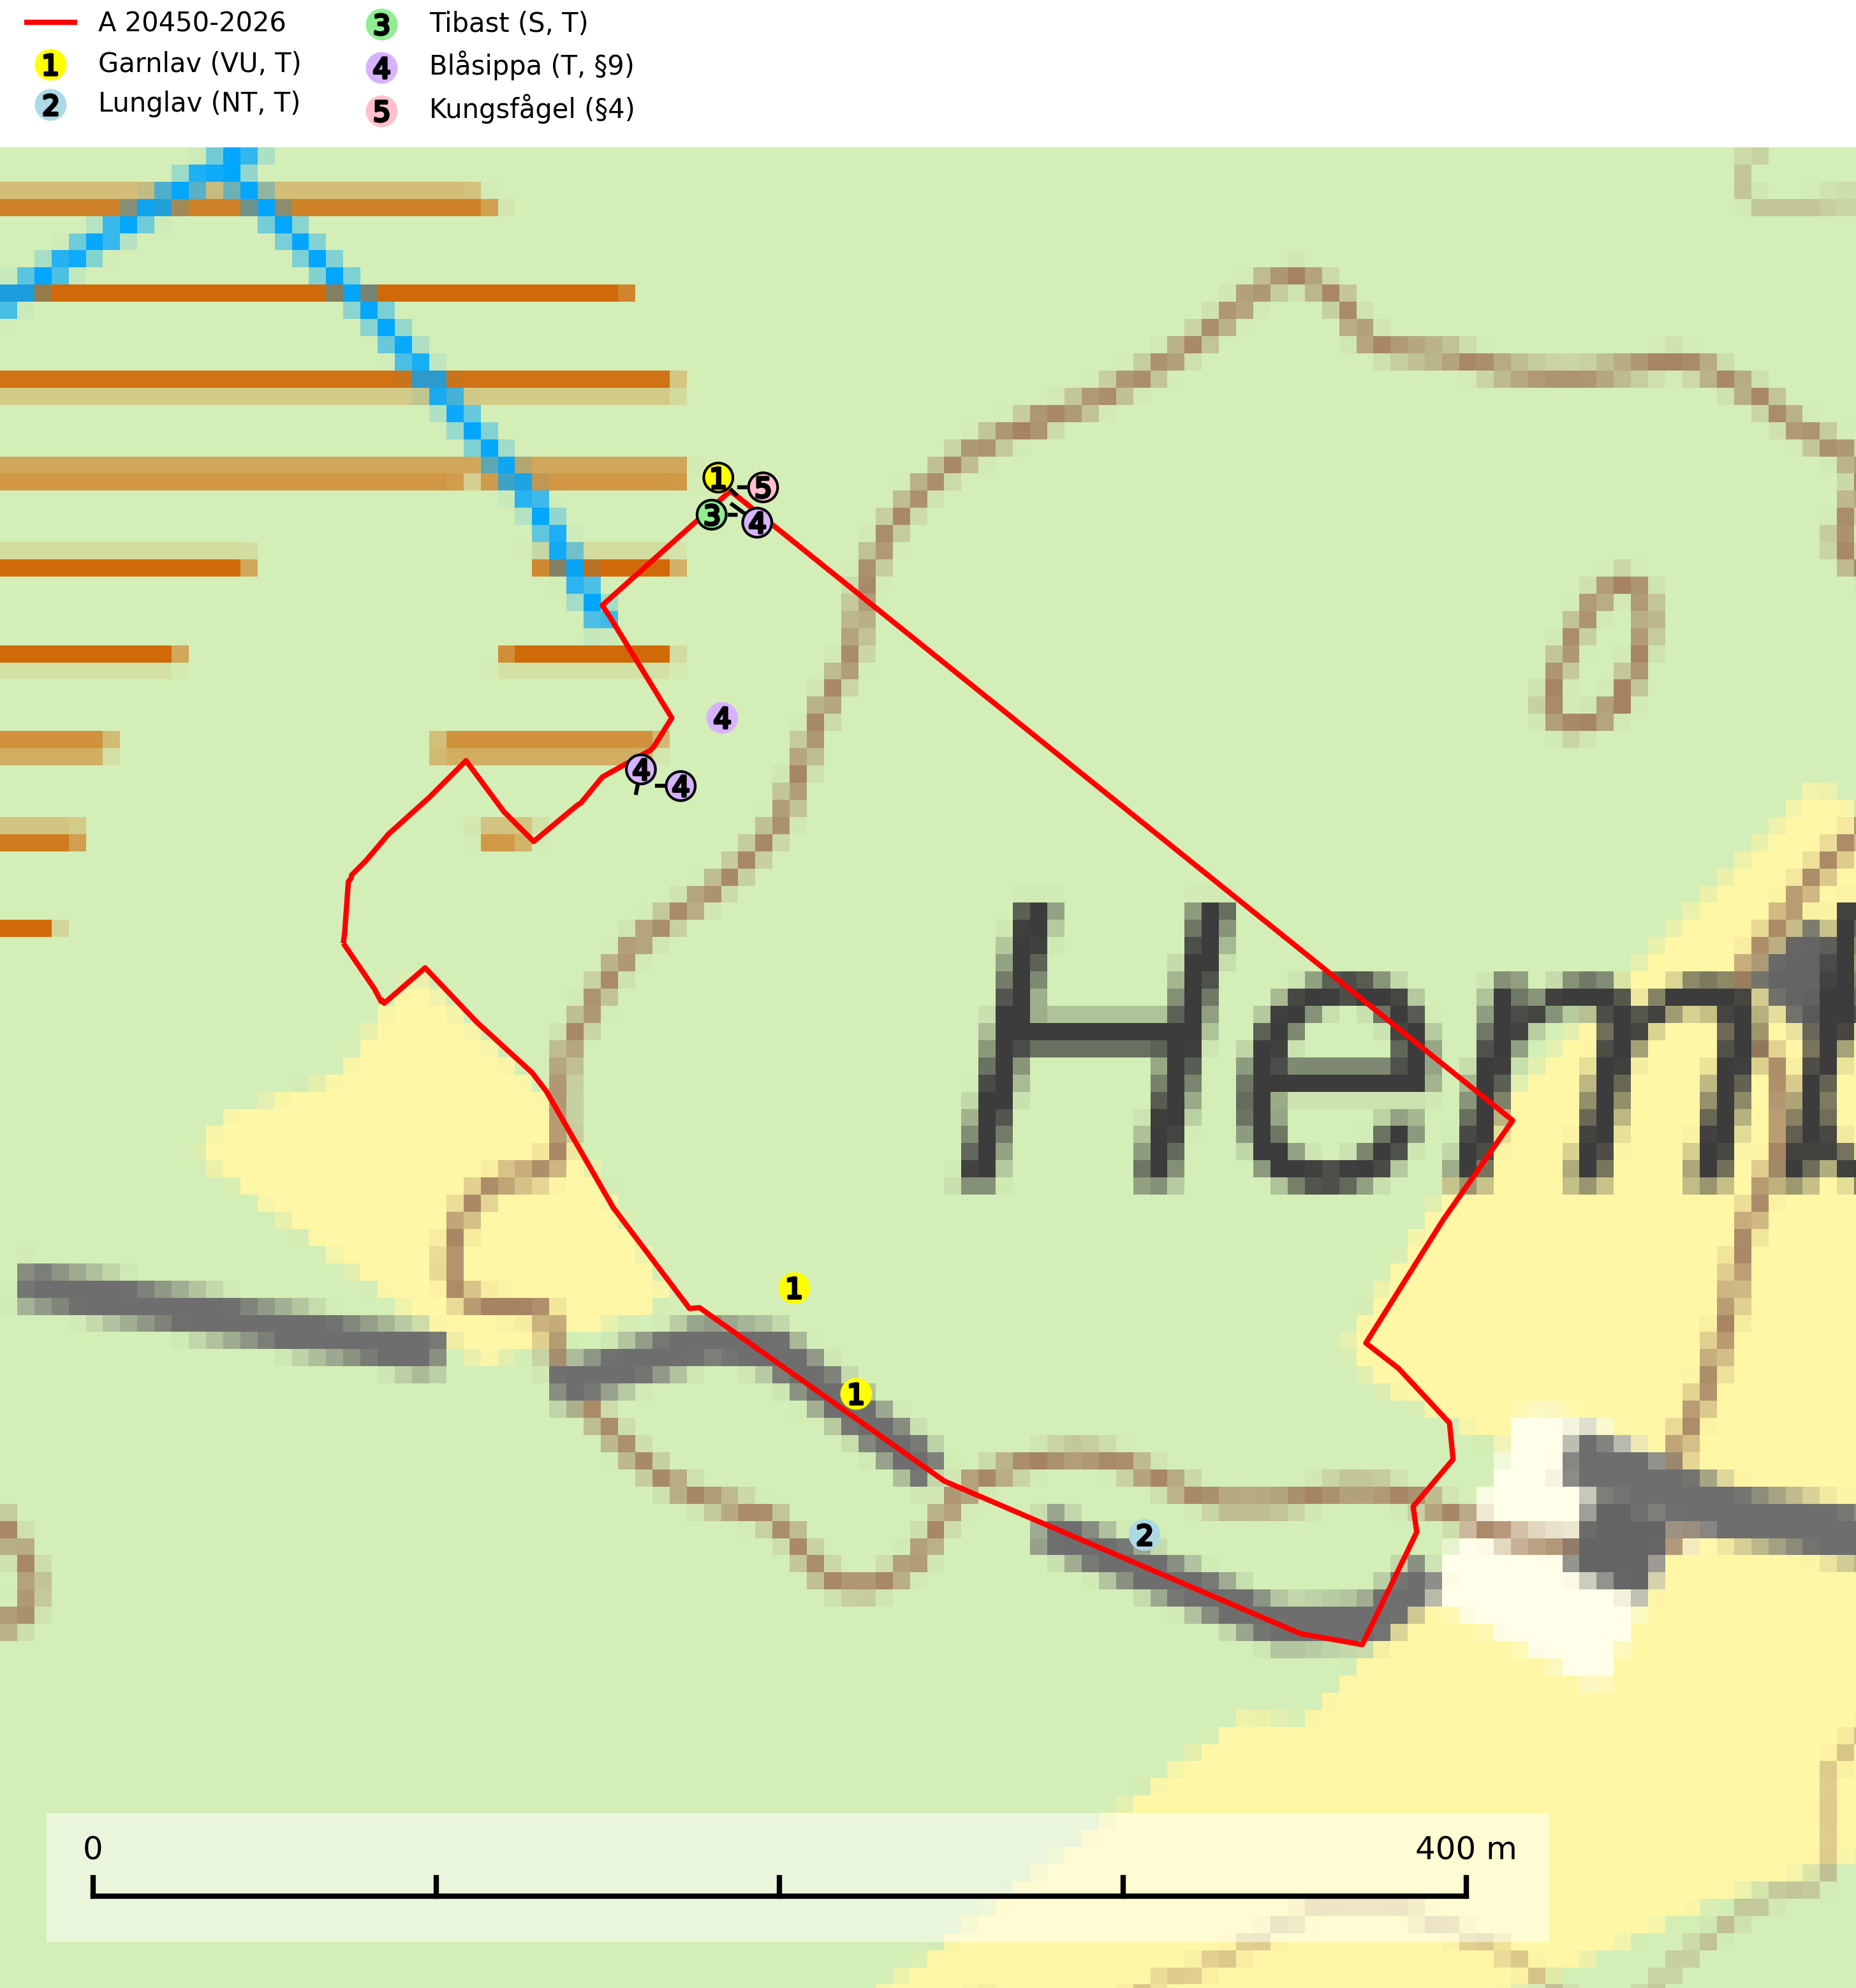 A 20450-2026
1 Garnlav (VU, T)
2 Lunglav (NT, T)
3 Tibast (S, T)
4 Blåsippa (T, §9)
5 Kungsfågel (§4)
1 5
3 4
4
4 4
Hem
1
1
2
0 400 m